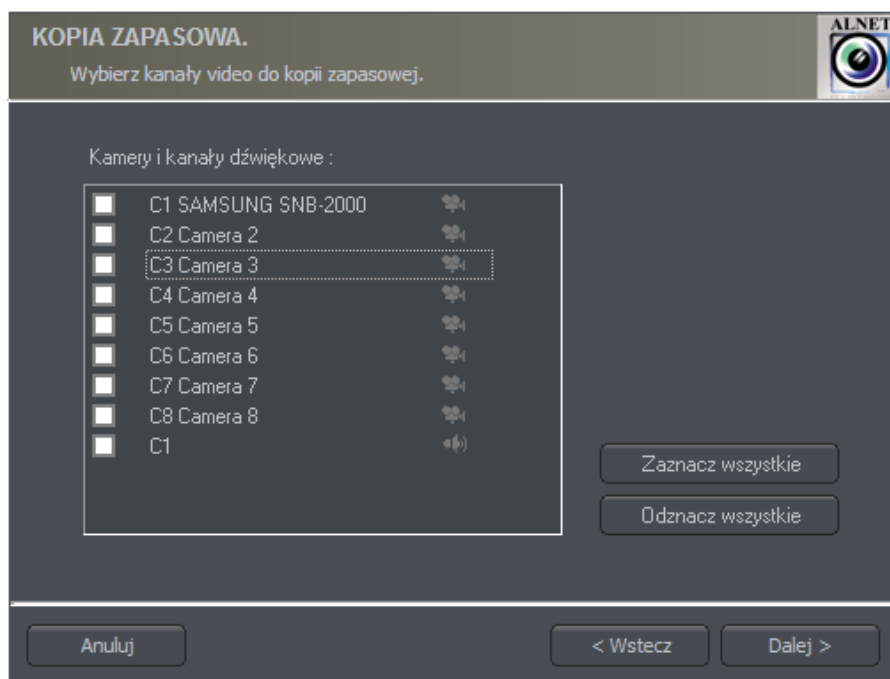 KOPIA ZAPASOWA.
ALNET
Wybierz kanały video do kopii zapasowej.
Kamery i kanały dźwiękowe :
C1 SAMSUNG SNB-2000
C2 Camera 2
C3 Camera 3
C4 Camera 4
C5 Camera 5
C6 Camera 6
C7 Camera 7
C8 Camera 8
C1
Zaznacz wszystkie
Odznacz wszystkie
Anuluj
< Wstecz
Dalej >